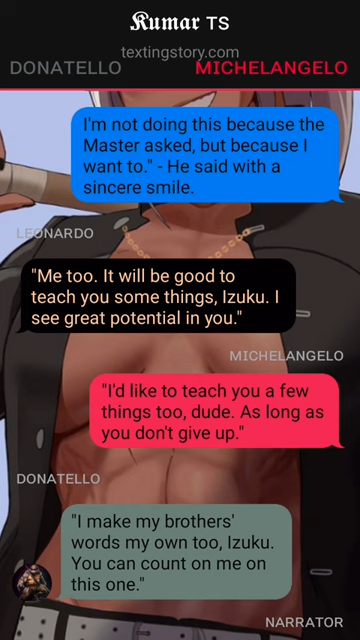 Kumar TS
textingstory.com
DONATELLO
MICHELANGELO
I'm not doing this because the
Master asked, but because I
want to." - He said with a
sincere smile.
LEONARDO
"Me too. It will be good to
teach you some things, Izuku. I
see great potential in you."
MICHELANGELO
"I'd like to teach you a few
things too, dude. As long as
you don't give up."
DONATELLO
"I make my brothers'
words my own too, Izuku.
You can count on me on
this one."
NARRATOR